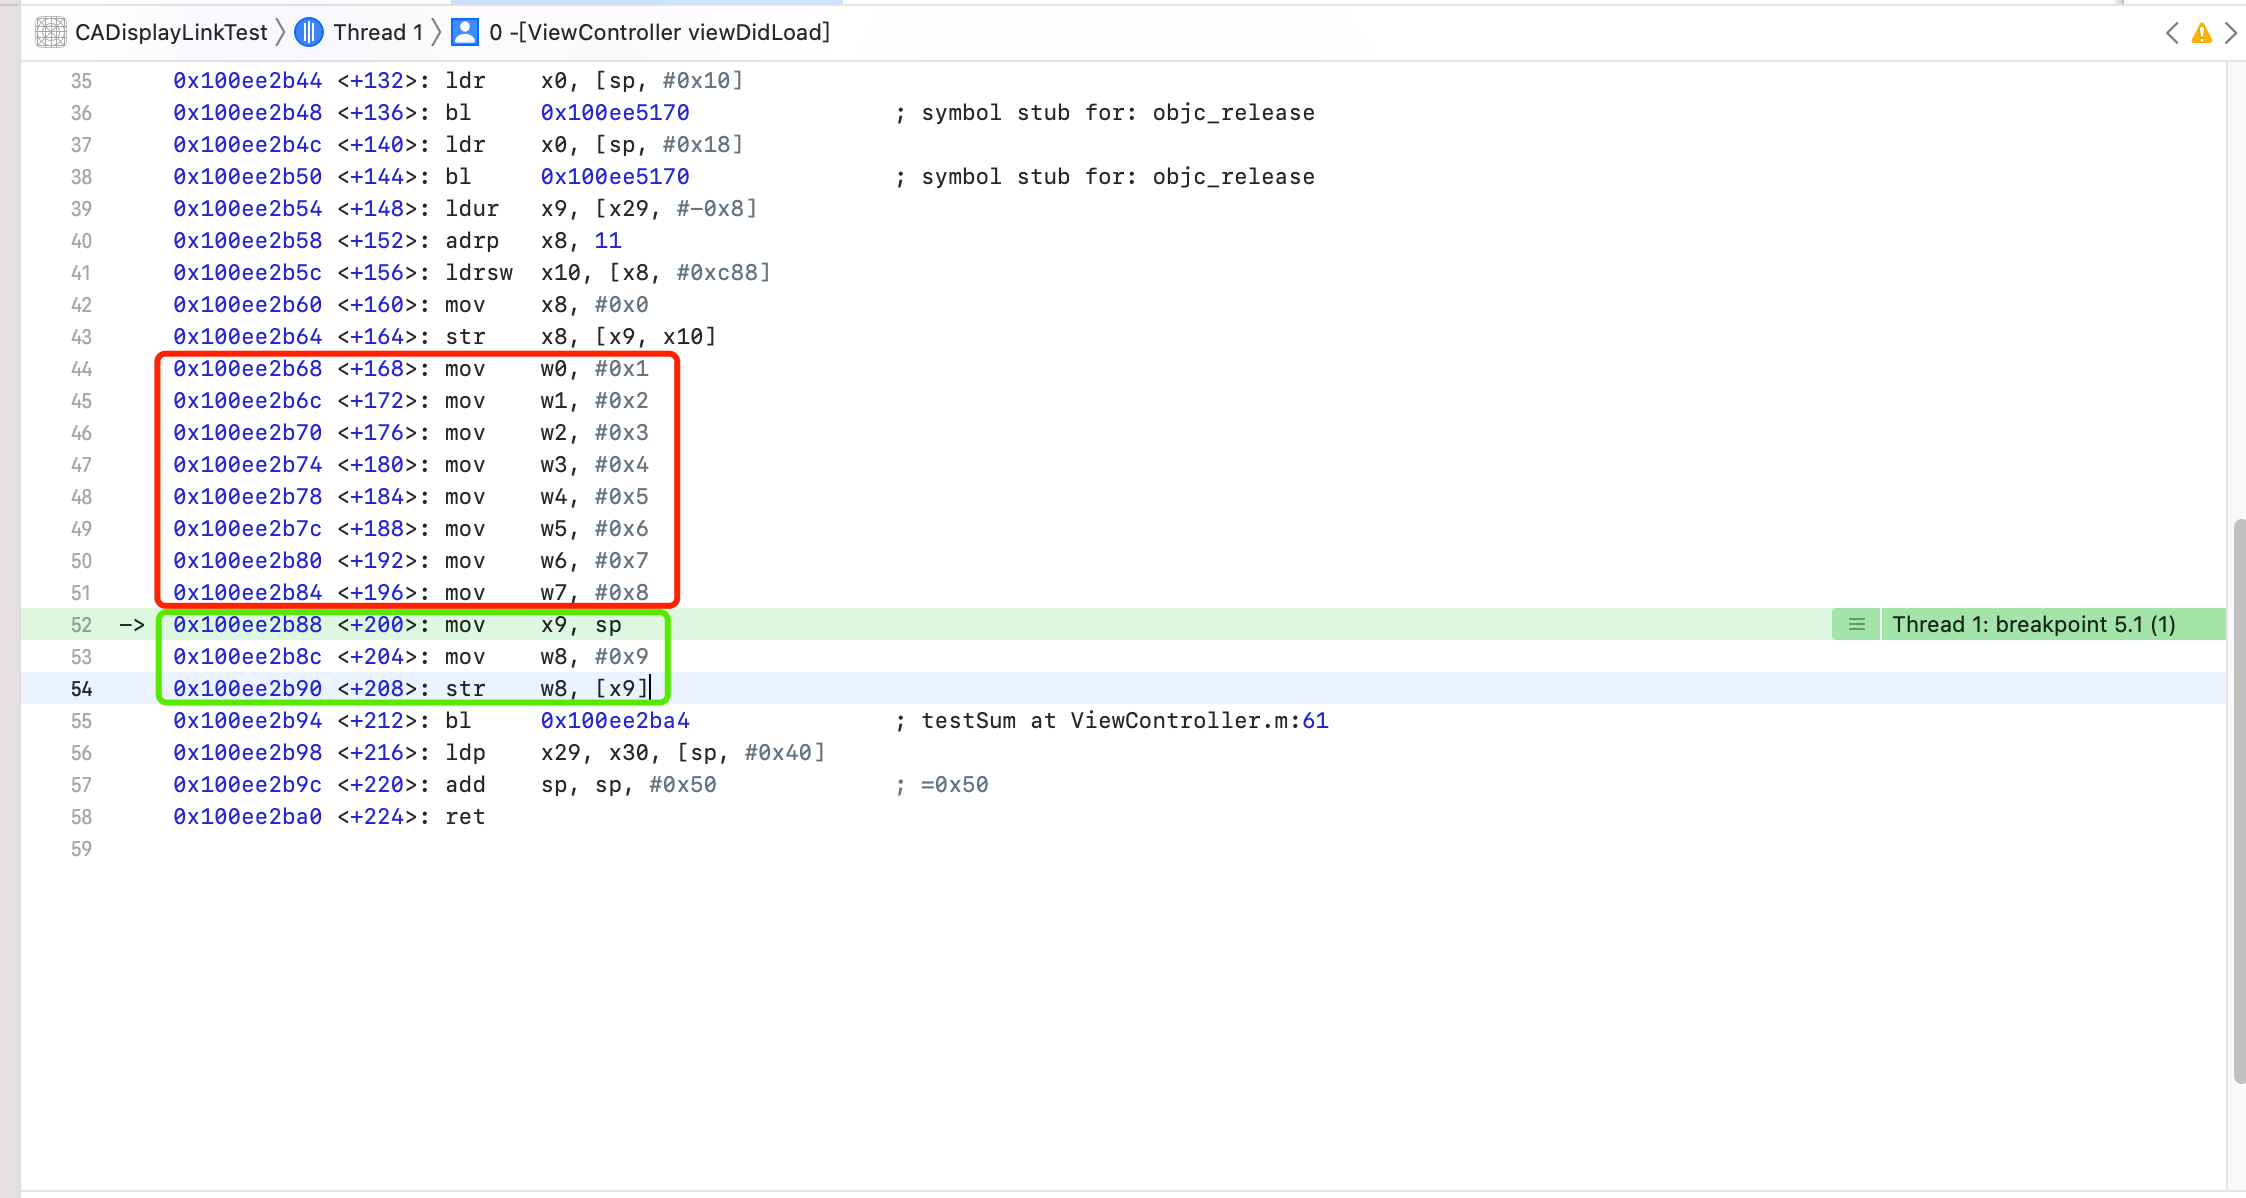 CADisplayLinkTest 〉 Thread 1 〉 0 -[ViewController viewDidLoad]
35 0x100ee2b44 <+132>: ldr x0, [sp, #0x10]
36 0x100ee2b48 <+136>: bl 0x100ee5170 ; symbol stub for: objc_release
37 0x100ee2b4c <+140>: ldr x0, [sp, #0x18]
38 0x100ee2b50 <+144>: bl 0x100ee5170 ; symbol stub for: objc_release
39 0x100ee2b54 <+148>: ldur x9, [x29, #-0x8]
40 0x100ee2b58 <+152>: adrp x8, 11
41 0x100ee2b5c <+156>: ldrsw x10, [x8, #0xc88]
42 0x100ee2b60 <+160>: mov x8, #0x0
43 0x100ee2b64 <+164>: str x8, [x9, x10]
44 0x100ee2b68 <+168>: mov w0, #0x1
45 0x100ee2b6c <+172>: mov w1, #0x2
46 0x100ee2b70 <+176>: mov w2, #0x3
47 0x100ee2b74 <+180>: mov w3, #0x4
48 0x100ee2b78 <+184>: mov w4, #0x5
49 0x100ee2b7c <+188>: mov w5, #0x6
50 0x100ee2b80 <+192>: mov w6, #0x7
51 0x100ee2b84 <+196>: mov w7, #0x8
52 -> 0x100ee2b88 <+200>: mov x9, sp Thread 1: breakpoint 5.1 (1)
53 0x100ee2b8c <+204>: mov w8, #0x9
54 0x100ee2b90 <+208>: str w8, [x9]
55 0x100ee2b94 <+212>: bl 0x100ee2ba4 ; testSum at ViewController.m:61
56 0x100ee2b98 <+216>: ldp x29, x30, [sp, #0x40]
57 0x100ee2b9c <+220>: add sp, sp, #0x50 ; =0x50
58 0x100ee2ba0 <+224>: ret
59